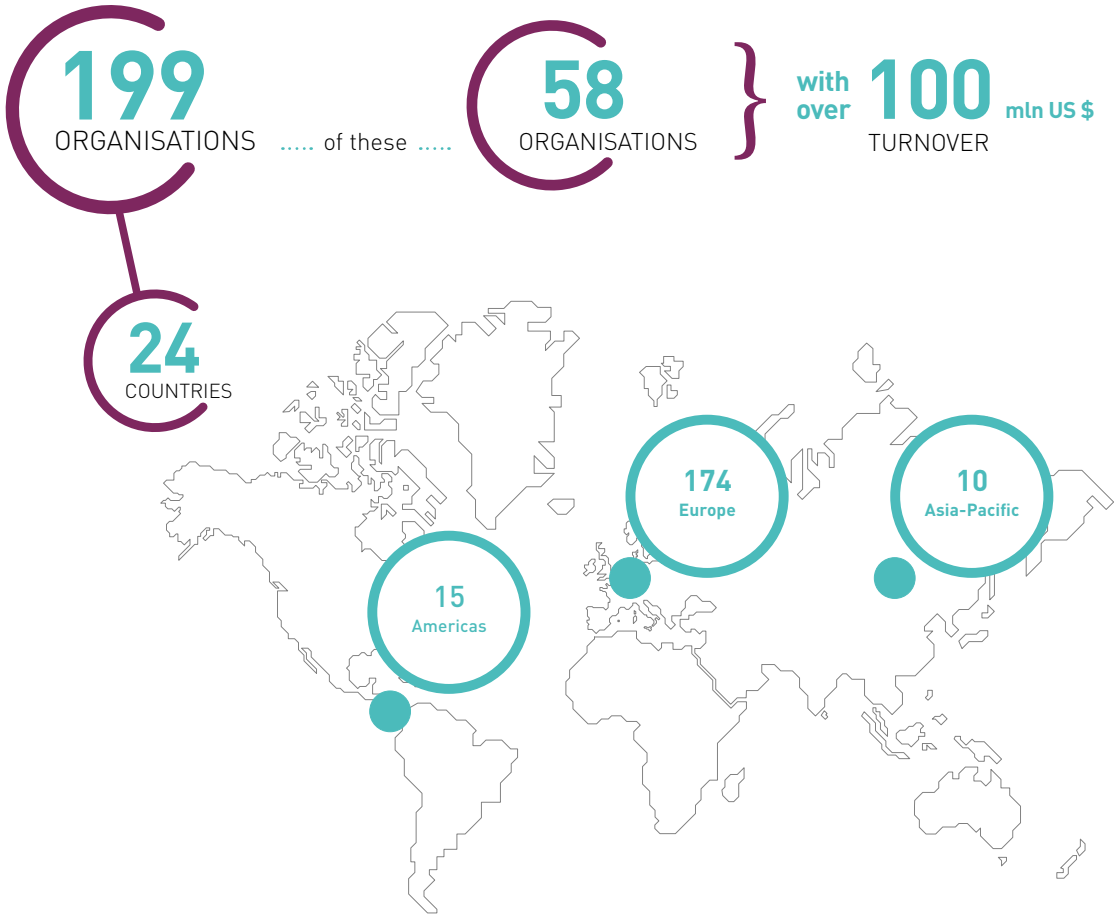 199
ORGANISATIONS
..... of these .....
58
ORGANISATIONS
} with
over
100
mln US $
TURNOVER
24
COUNTRIES
174
Europe
10
Asia-Pacific
15
Americas